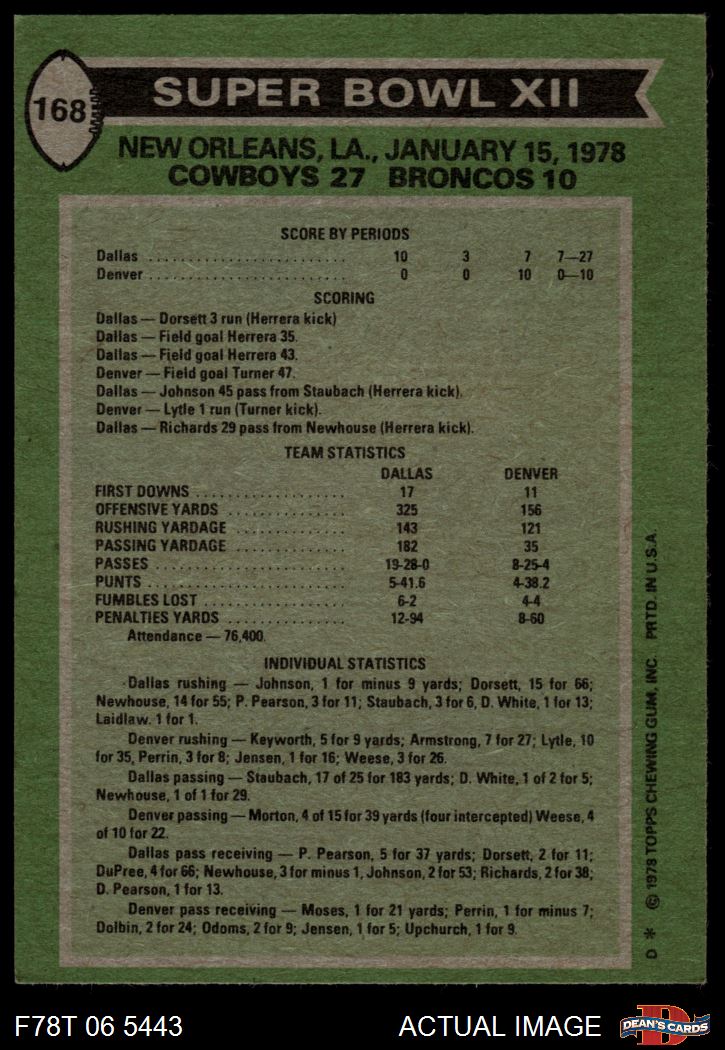 168
SUPER BOWL XII
NEW ORLEANS, LA., JANUARY 15, 1978
COWBOYS 27 BRONCOS 10
SCORE BY PERIODS
Dallas ......................... 10 3 7 7—27
Denver ......................... 0 0 10 0—10
SCORING
Dallas — Dorsett 3 run (Herrera kick)
Dallas — Field goal Herrera 35.
Dallas — Field goal Herrera 43.
Denver — Field goal Turner 47.
Dallas — Johnson 45 pass from Staubach (Herrera kick).
Denver — Lytle 1 run (Turner kick).
Dallas — Richards 29 pass from Newhouse (Herrera kick).
TEAM STATISTICS
DALLAS DENVER
FIRST DOWNS ................... 17 11
OFFENSIVE YARDS ............... 325 156
RUSHING YARDAGE .............. 143 121
PASSING YARDAGE .............. 182 35
PASSES ........................ 19-28-0 8-25-4
PUNTS ......................... 5-41.6 4-38.2
FUMBLES LOST .................. 6-2 4-4
PENALTIES YARDS ............... 12-94 8-60
Attendance — 76,400.
INDIVIDUAL STATISTICS
Dallas rushing — Johnson, 1 for minus 9 yards; Dorsett, 15 for 66;
Newhouse, 14 for 55; P. Pearson, 3 for 11; Staubach, 3 for 6, D. White, 1 for 13;
Laidlaw. 1 for 1.
Denver rushing — Keyworth, 5 for 9 yards; Armstrong, 7 for 27; Lytle, 10
for 35, Perrin, 3 for 8; Jensen, 1 for 16; Weese, 3 for 26.
Dallas passing — Staubach, 17 of 25 for 183 yards; D. White, 1 of 2 for 5;
Newhouse, 1 of 1 for 29.
Denver passing — Morton, 4 of 15 for 39 yards (four intercepted) Weese, 4
of 10 for 22.
Dallas pass receiving — P. Pearson, 5 for 37 yards; Dorsett, 2 for 11;
DuPree, 4 for 66; Newhouse, 3 for minus 1, Johnson, 2 for 53; Richards, 2 for 38;
D. Pearson, 1 for 13.
Denver pass receiving — Moses, 1 for 21 yards; Perrin, 1 for minus 7;
Dolbin, 2 for 24; Odoms, 2 for 9; Jensen, 1 for 5; Upchurch, 1 for 9.
D * © 1978 TOPPS CHEWING GUM, INC. PRTD. IN U.S.A.
F78T 06 5443
ACTUAL IMAGE
D
DEAN'S CARDS